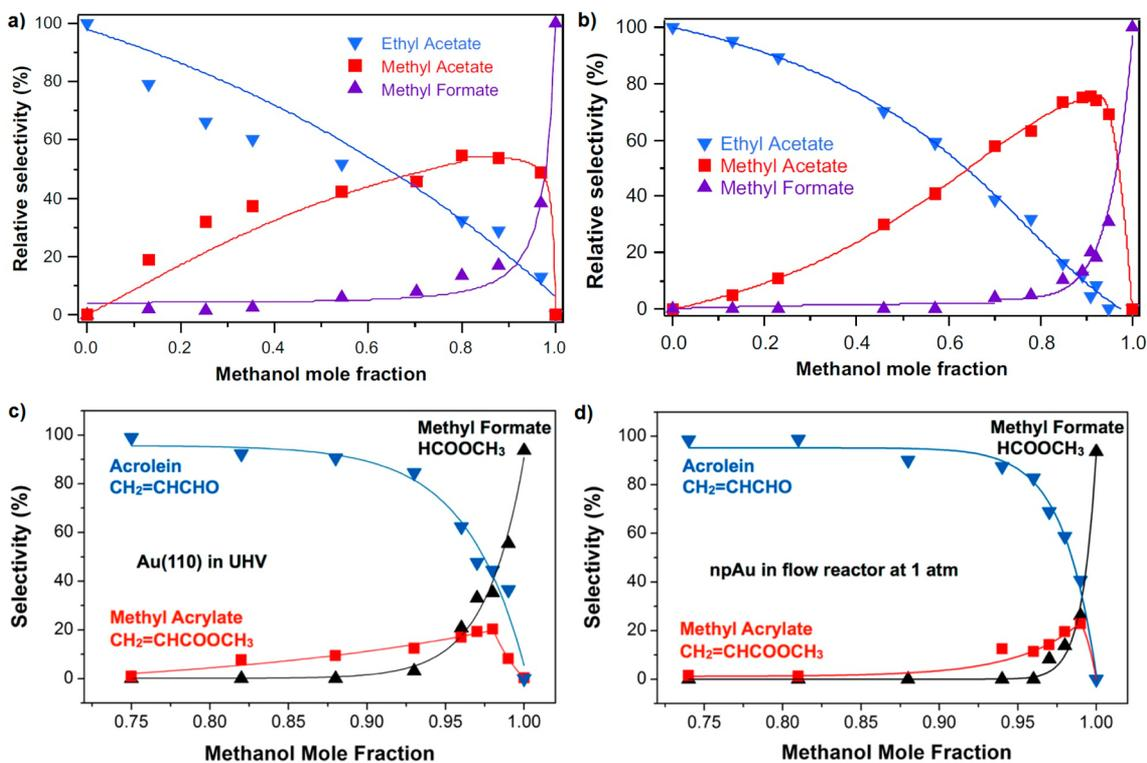 a)
Relative selectivity (%)
100
80
60
40
20
0
Ethyl Acetate
Methyl Acetate
Methyl Formate
0.0 0.2 0.4 0.6 0.8 1.0
Methanol mole fraction
b)
Relative selectivity (%)
100
80
60
40
20
0
Ethyl Acetate
Methyl Acetate
Methyl Formate
0.0 0.2 0.4 0.6 0.8 1.0
Methanol mole fraction
c)
Selectivity (%)
100
80
60
40
20
0
Methyl Formate
HCOOCH₃
Acrolein
CH₂=CHCHO
Au(110) in UHV
Methyl Acrylate
CH₂=CHCOOCH₃
0.75 0.80 0.85 0.90 0.95 1.00
Methanol Mole Fraction
d)
Selectivity (%)
100
80
60
40
20
0
Methyl Formate
HCOOCH₃
Acrolein
CH₂=CHCHO
npAu in flow reactor at 1 atm
Methyl Acrylate
CH₂=CHCOOCH₃
0.75 0.80 0.85 0.90 0.95 1.00
Methanol Mole Fraction